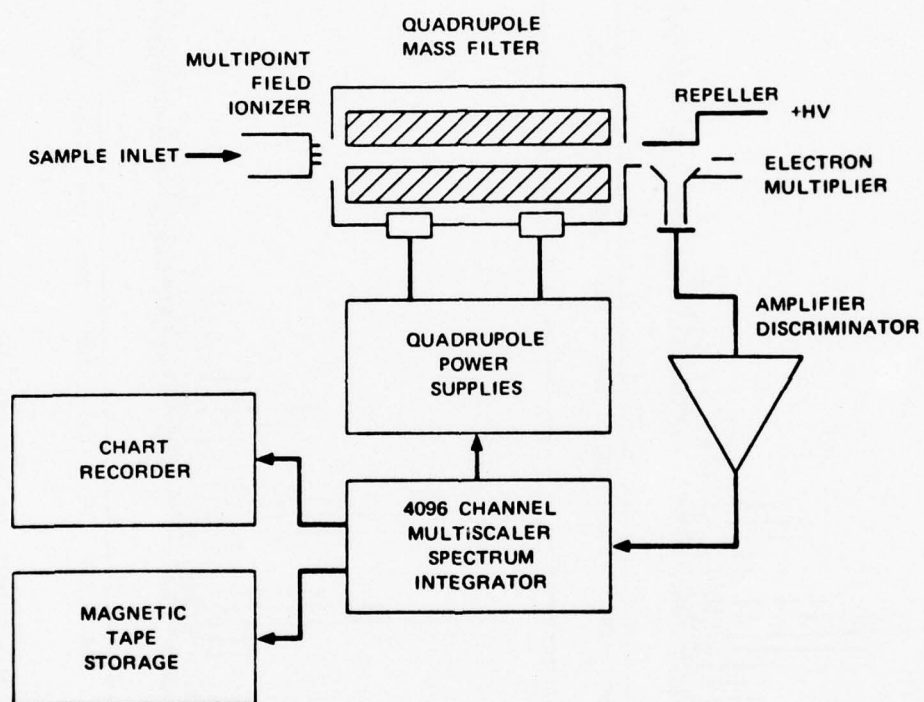 QUADRUPOLE
MASS FILTER
MULTIPOINT
FIELD
IONIZER
REPELLER
+HV
SAMPLE INLET
ELECTRON
MULTIPLIER
AMPLIFIER
DISCRIMINATOR
QUADRUPOLE
POWER
SUPPLIES
CHART
RECORDER
4096 CHANNEL
MULTiSCALER
SPECTRUM
INTEGRATOR
MAGNETIC
TAPE
STORAGE